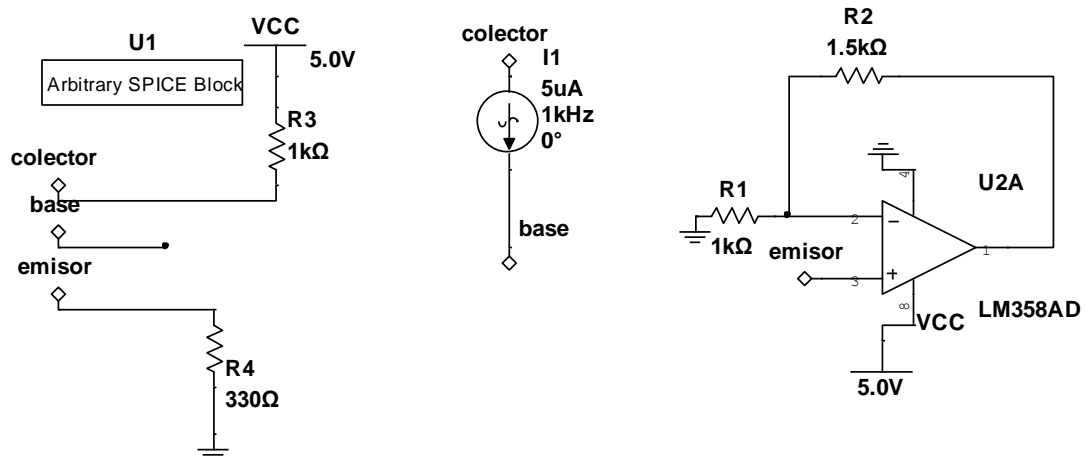 U1
Arbitrary SPICE Block
VCC
5.0V
R3
1kΩ
colector
base
emisor
R4
330Ω
colector
I1
5uA
1kHz
0°
base
R2
1.5kΩ
R1
1kΩ
emisor
4
2
3
1
8
U2A
LM358AD
VCC
5.0V